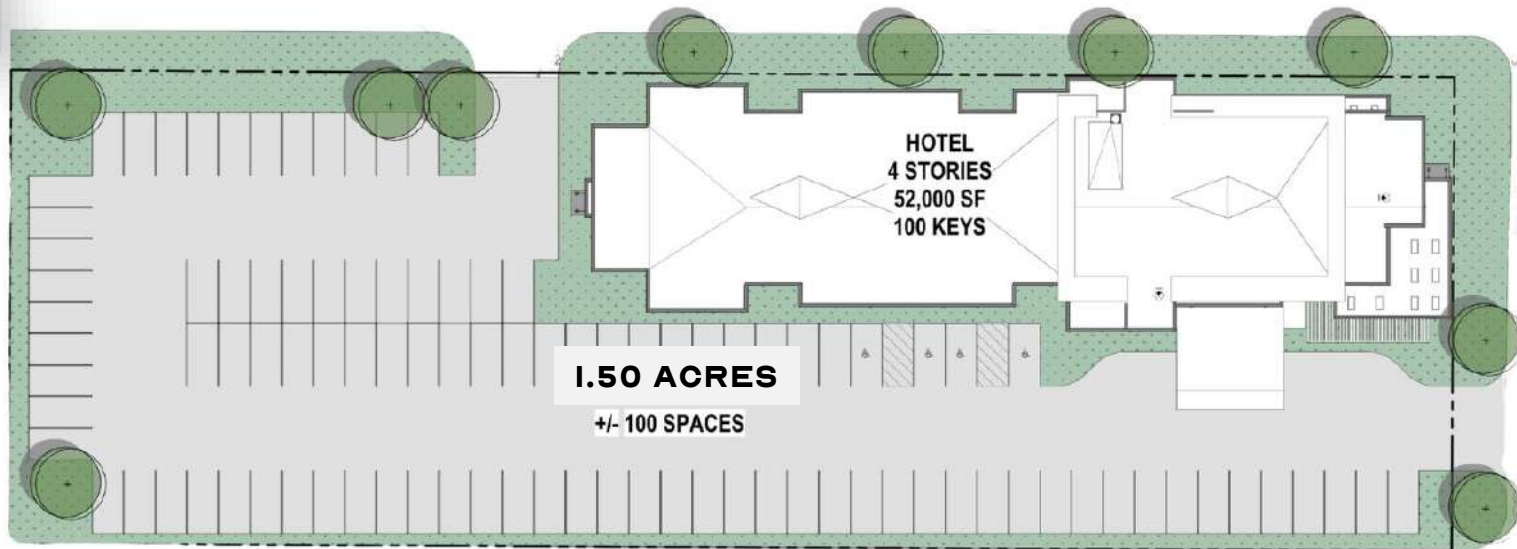 HOTEL
4 STORIES
52,000 SF
100 KEYS
1.50 ACRES
+/- 100 SPACES